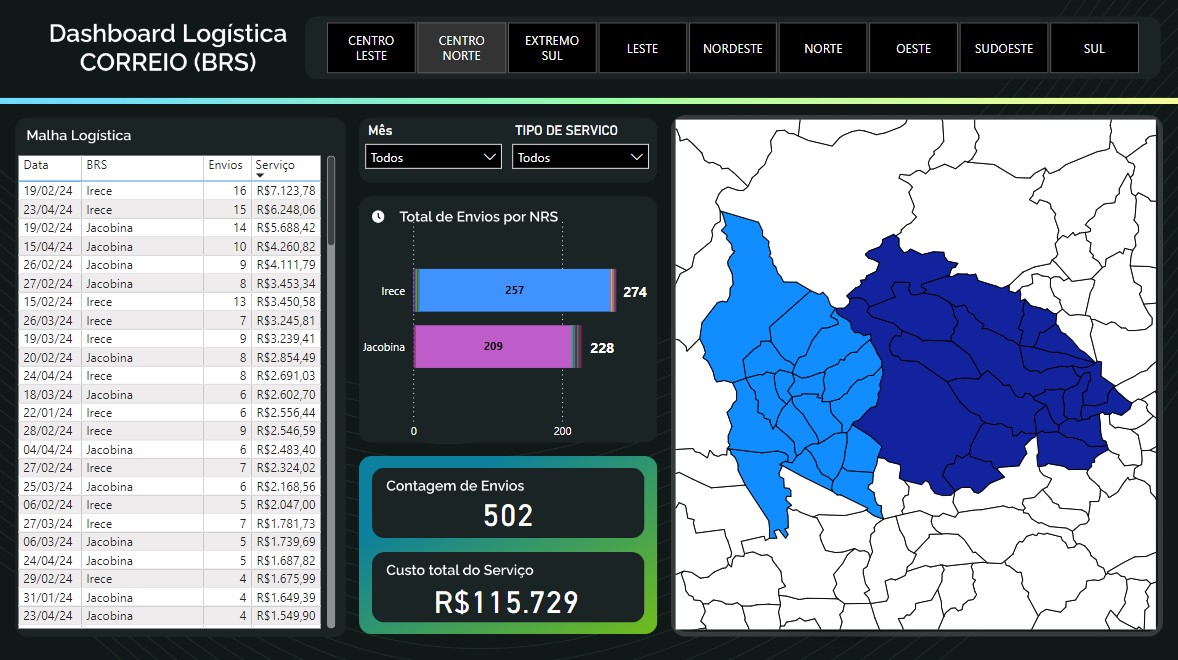 Dashboard Logística
CORREIO (BRS)
CENTRO
LESTE
CENTRO
NORTE
EXTREMO
SUL
LESTE
NORDESTE
NORTE
OESTE
SUDOESTE
SUL
Malha Logística
Data BRS Envios Serviço
19/02/24 Irece 16 R$7.123,78
23/04/24 Irece 15 R$6.248,06
19/02/24 Jacobina 14 R$5.688,42
15/04/24 Jacobina 10 R$4.260,82
26/02/24 Jacobina 9 R$4.111,79
27/02/24 Jacobina 8 R$3.453,34
15/02/24 Irece 13 R$3.450,58
26/03/24 Irece 7 R$3.245,81
19/03/24 Irece 9 R$3.239,41
20/02/24 Jacobina 8 R$2.854,49
24/04/24 Irece 8 R$2.691,03
18/03/24 Jacobina 6 R$2.602,70
22/01/24 Irece 6 R$2.556,44
28/02/24 Irece 9 R$2.546,59
04/04/24 Jacobina 6 R$2.483,40
27/02/24 Irece 7 R$2.324,02
25/03/24 Jacobina 6 R$2.168,56
06/02/24 Irece 5 R$2.047,00
27/03/24 Irece 7 R$1.781,73
06/03/24 Jacobina 5 R$1.739,69
24/04/24 Jacobina 5 R$1.687,82
29/02/24 Irece 4 R$1.675,99
31/01/24 Jacobina 4 R$1.649,39
23/04/24 Jacobina 4 R$1.549,90
Mês TIPO DE SERVICO
Todos Todos
Total de Envios por NRS
Irece 257 274
Jacobina 209 228
0 200
Contagem de Envios
502
Custo total do Serviço
R$115.729